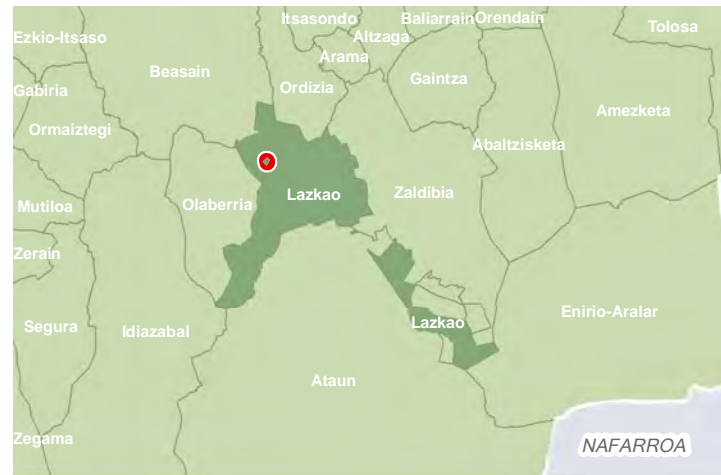 Itsasondo
Baliarrain
Orendain
Tolosa
Ezkio-Itsaso
Altzaga
Arama
Beasain
Gaintza
Ordizia
Gabiria
Amezketa
Ormaiztegi
Abaltzisketa
Lazkao
Zaldibia
Olaberria
Mutiloa
Zerain
Enirio-Aralar
Lazkao
Segura
Idiazabal
Ataun
Zegama
NAFARROA